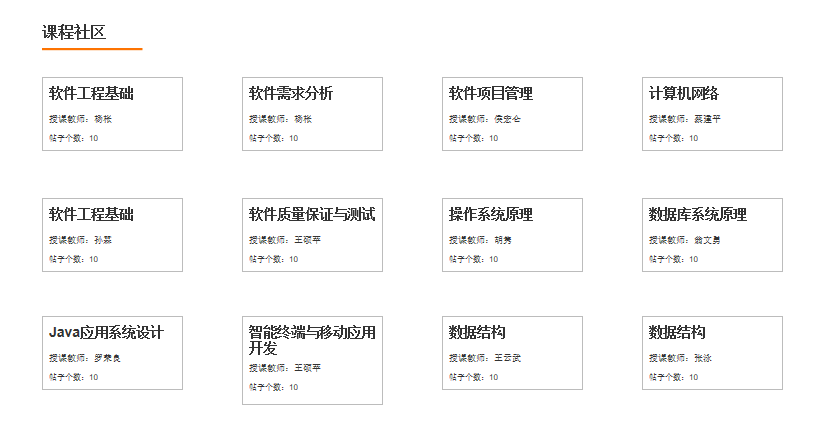 课程社区
软件工程基础
授课教师：杨枨
帖子个数：10
软件需求分析
授课教师：杨枨
帖子个数：10
软件项目管理
授课教师：侯宏仑
帖子个数：10
计算机网络
授课教师：蔡建平
帖子个数：10
软件工程基础
授课教师：孙霖
帖子个数：10
软件质量保证与测试
授课教师：王硕苹
帖子个数：10
操作系统原理
授课教师：胡隽
帖子个数：10
数据库系统原理
授课教师：翁文勇
帖子个数：10
Java应用系统设计
授课教师：罗荣良
帖子个数：10
智能终端与移动应用
开发
授课教师：王硕苹
帖子个数：10
数据结构
授课教师：王云武
帖子个数：10
数据结构
授课教师：张泳
帖子个数：10